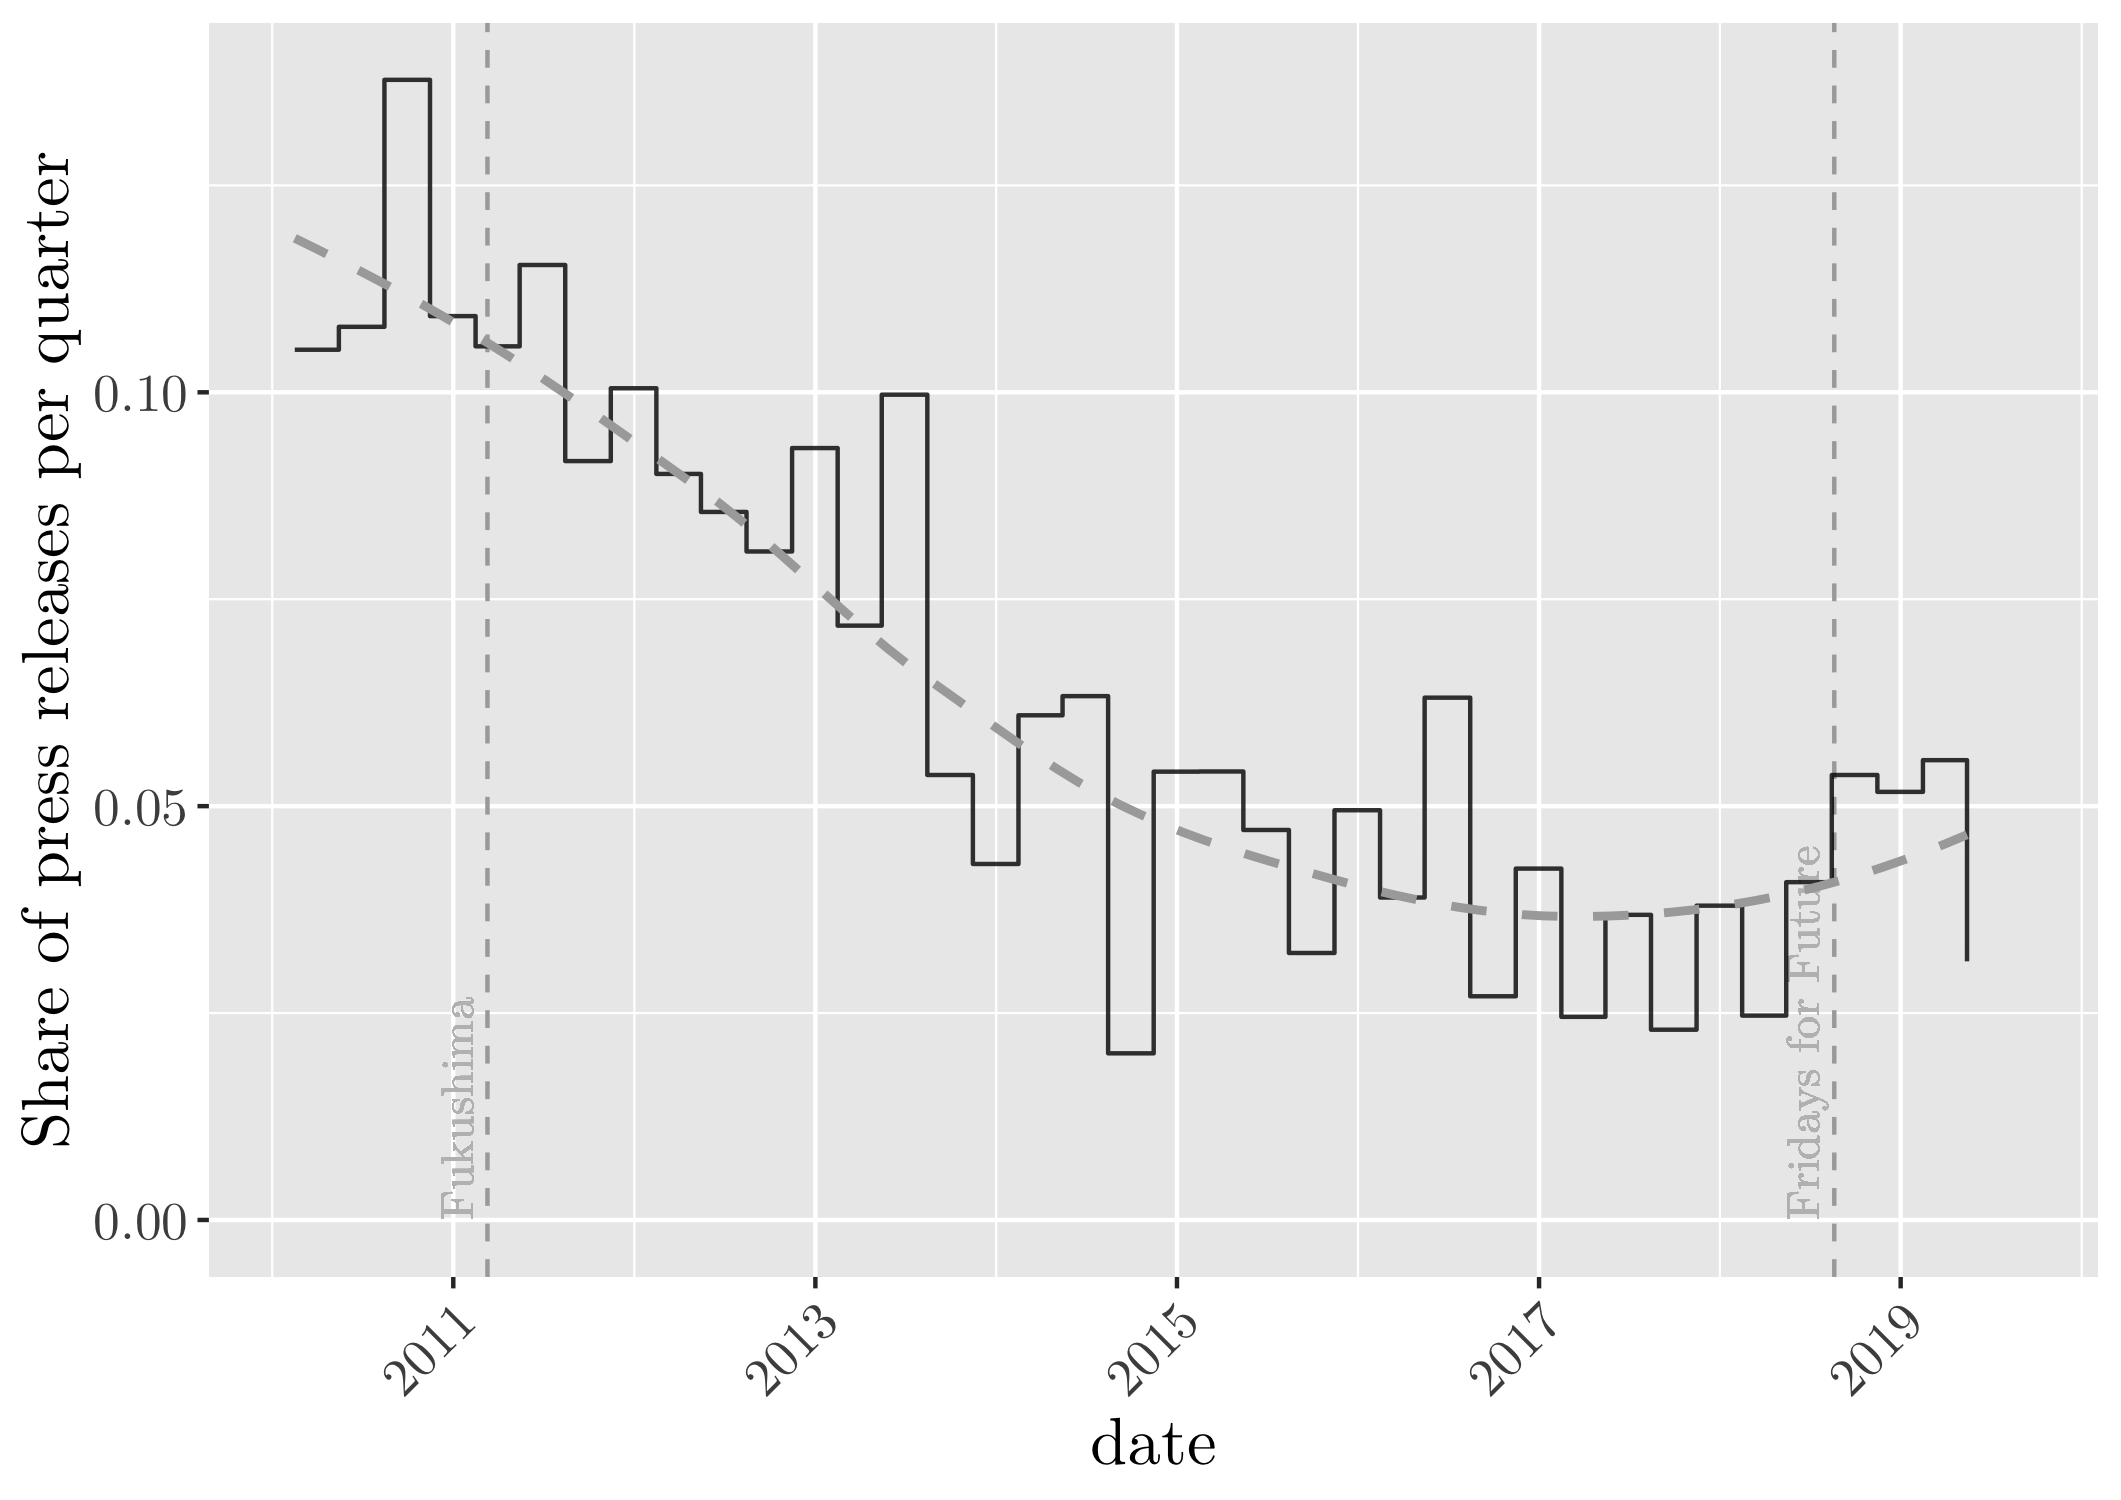 Share of press releases per quarter
0.10
0.05
0.00
Fukushima
Fridays for Future
2011
2013
2015
2017
2019
date